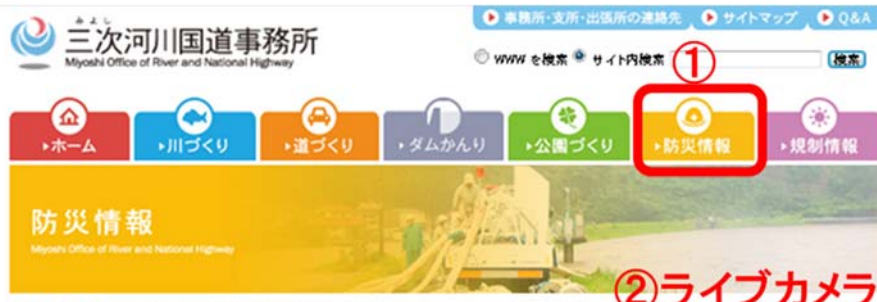 みよし
三次河川国道事務所
Miyoshi Office of River and National Highway
事務所・支所・出張所の連絡先 サイトマップ Q&A
WWW を検索 サイト内検索 検索
①
ホーム 川づくり 道づくり ダムかんり 公園づくり 防災情報 規制情報
防災情報
Miyoshi Office of River and National Highway
②ライブカメラ